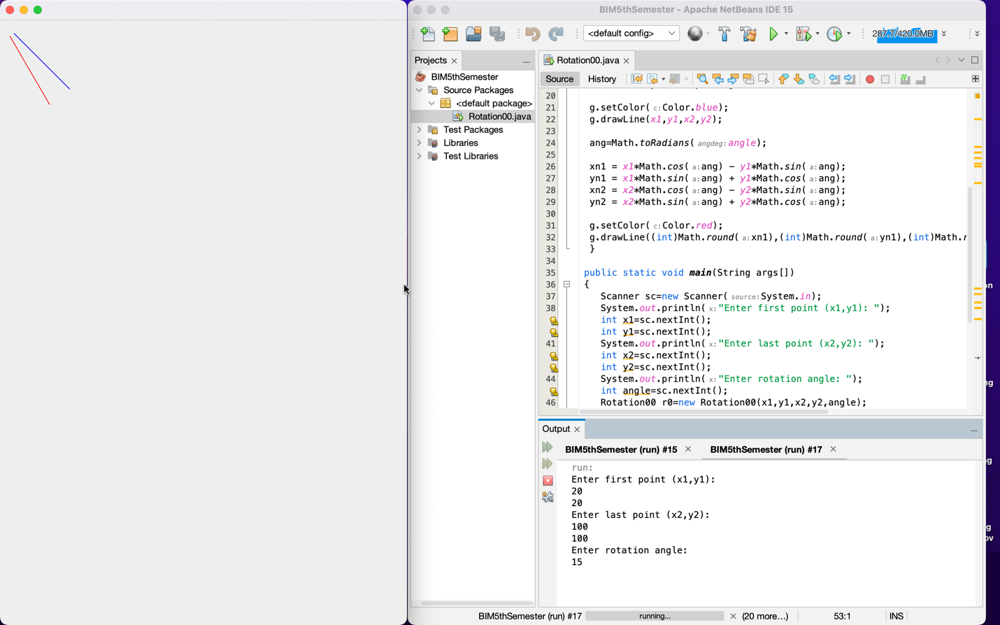 BIM5thSemester - Apache NetBeans IDE 15
<default config>
287.7/420.0MB
Projects
Rotation00.java
Source
History
BIM5thSemester
Source Packages
<default package>
Rotation00.java
Test Packages
Libraries
Test Libraries
20
21 g.setColor( c: Color.blue);
22 g.drawLine(x1,y1,x2,y2);
23
24 ang=Math.toRadians( angdeg: angle);
25
26 xn1 = x1*Math.cos( a: ang) - y1*Math.sin( a: ang);
27 yn1 = x1*Math.sin( a: ang) + y1*Math.cos( a: ang);
28 xn2 = x2*Math.cos( a: ang) - y2*Math.sin( a: ang);
29 yn2 = x2*Math.sin( a: ang) + y2*Math.cos( a: ang);
30
31 g.setColor( c: Color.red);
32 g.drawLine((int)Math.round( a: xn1),(int)Math.round( a: yn1),(int)Math.r
33 }
34
35 public static void main(String args[])
36 {
37 Scanner sc=new Scanner( source: System.in);
38 System.out.println( x: "Enter first point (x1,y1): ");
int x1=sc.nextInt();
int y1=sc.nextInt();
41 System.out.println( x: "Enter last point (x2,y2): ");
int x2=sc.nextInt();
int y2=sc.nextInt();
44 System.out.println( x: "Enter rotation angle: ");
int angle=sc.nextInt();
46 Rotation00 r0=new Rotation00(x1,y1,x2,y2,angle);
Output
BIM5thSemester (run) #15
BIM5thSemester (run) #17
run:
Enter first point (x1,y1):
20
20
Enter last point (x2,y2):
100
100
Enter rotation angle:
15
BIM5thSemester (run) #17
running...
(20 more...)
53:1
INS